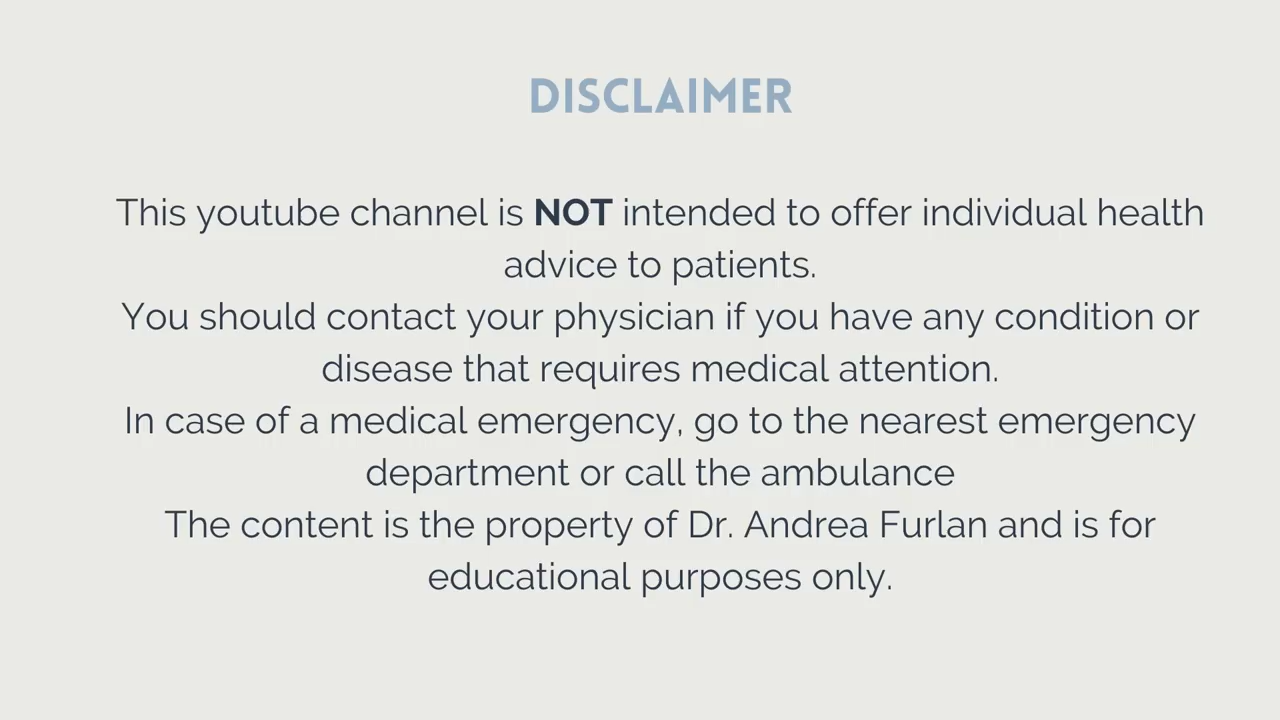 DISCLAIMER
This youtube channel is NOT intended to offer individual health
advice to patients.
You should contact your physician if you have any condition or
disease that requires medical attention.
In case of a medical emergency, go to the nearest emergency
department or call the ambulance
The content is the property of Dr. Andrea Furlan and is for
educational purposes only.